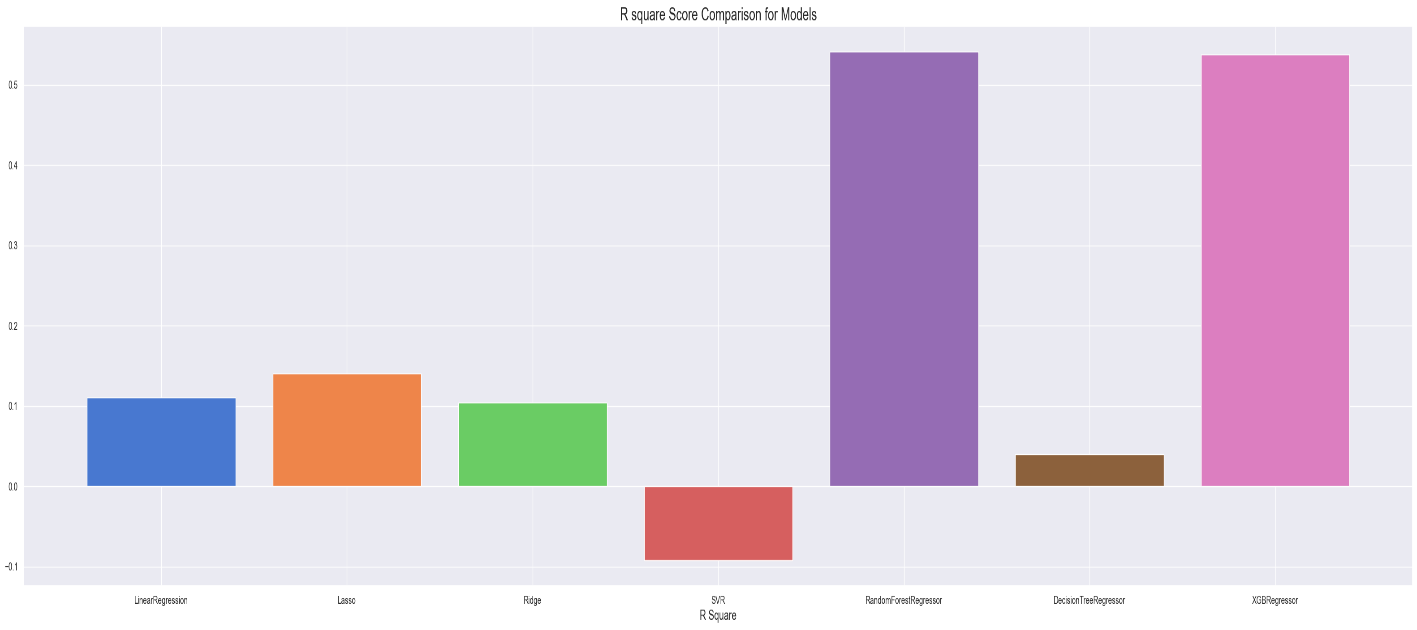 R square Score Comparison for Models
0.5
0.4
0.3
0.2
0.1
0.0
−0.1
LinearRegression Lasso Ridge SVR RandomForestRegressor DecisionTreeRegressor XGBRegressor
R Square